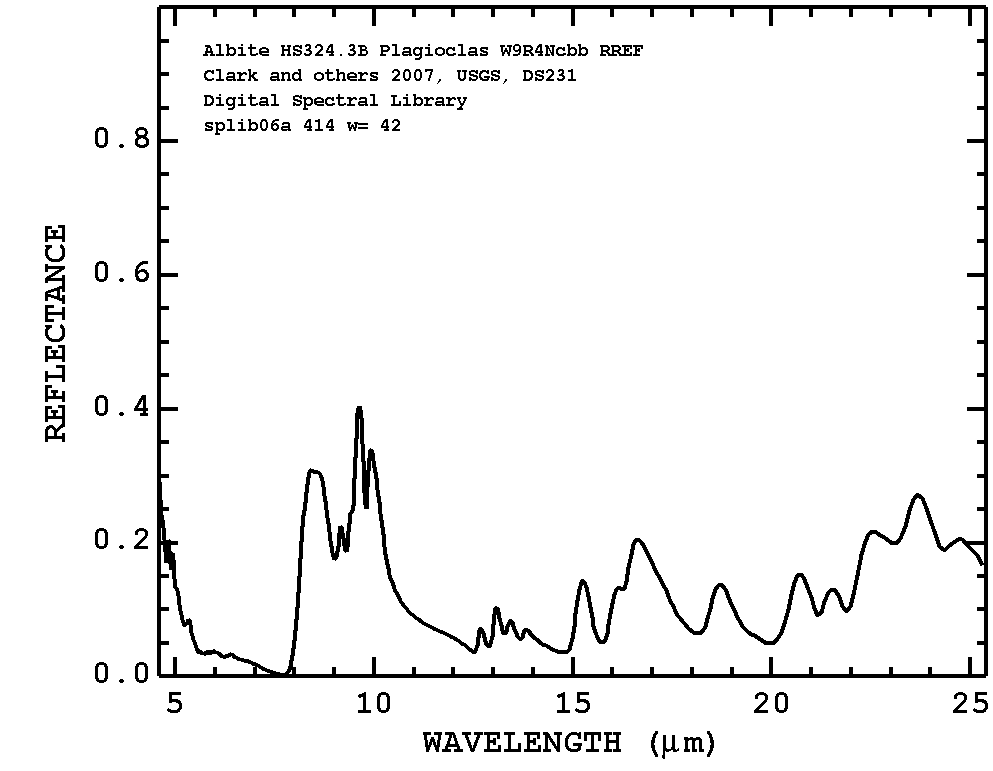 Albite HS324.3B Plagioclas W9R4Ncbb RREF
Clark and others 2007, USGS, DS231
Digital Spectral Library
splib06a 414 w= 42
0.8
0.6
0.4
0.2
0.0
REFLECTANCE
5 10 15 20 25
WAVELENGTH (µm)